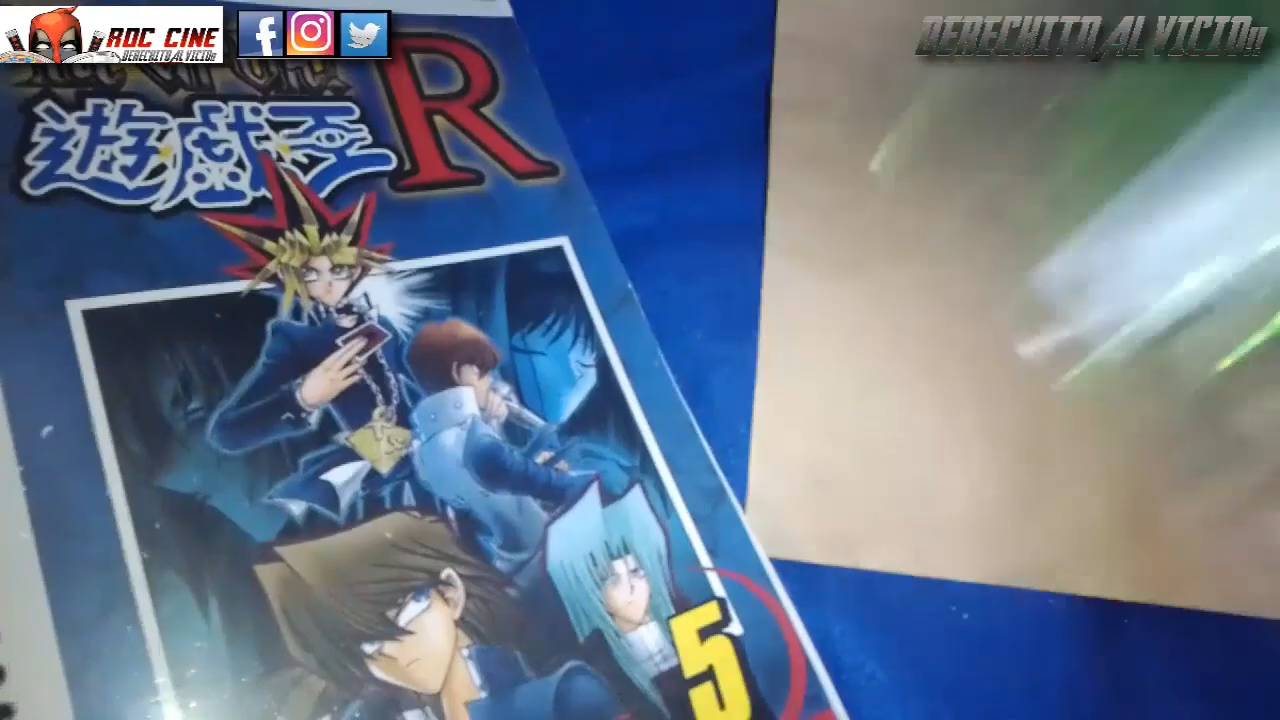 ROC CINE
DERECHITO AL VICIO!!
DERECHITO AL VICIO!!
遊戯王 R
5